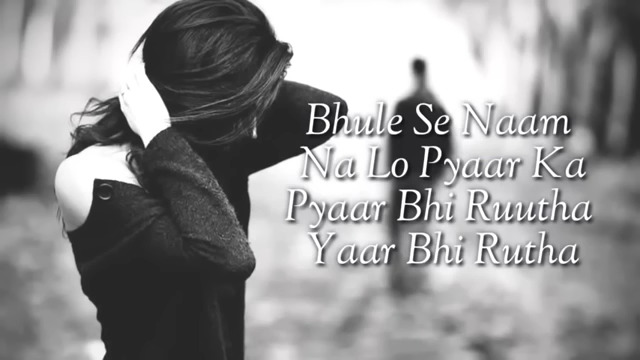 Bhule Se Naam
Na Lo Pyaar Ka
Pyaar Bhi Ruutha
Yaar Bhi Rutha